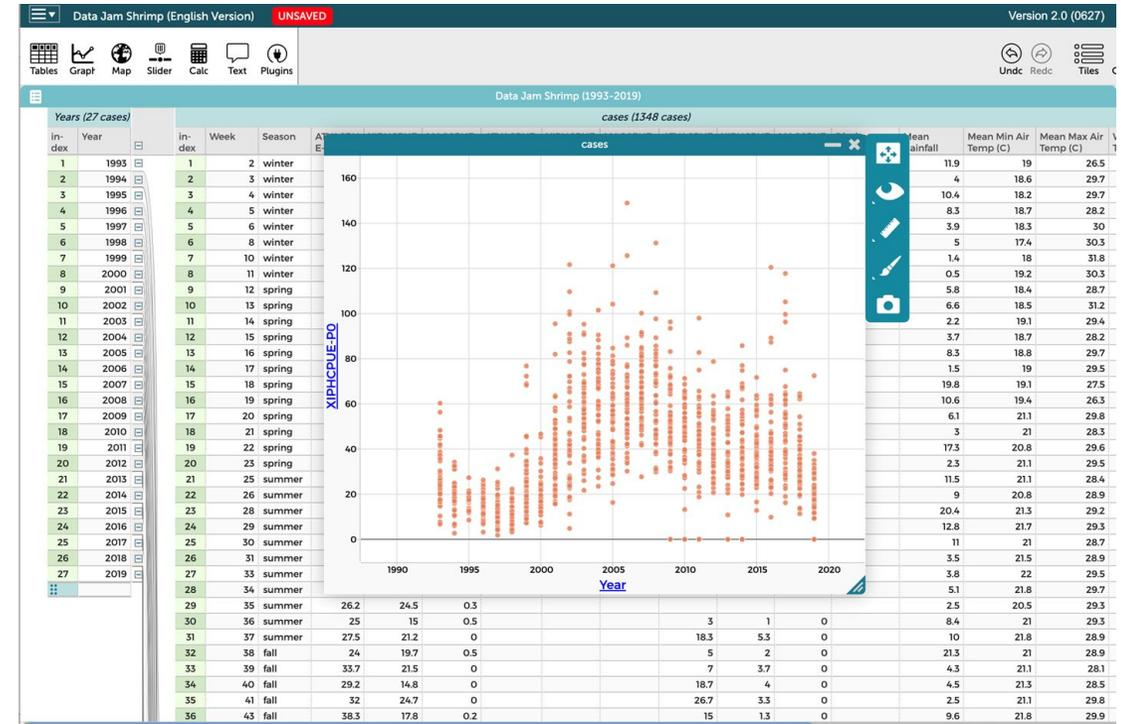 Data Jam Shrimp (English Version) UNSAVED Version 2.0 (0627)
Tables Graph Map Slider Calc Text Plugins Undc Redc Tiles
Data Jam Shrimp (1993-2019)
Years (27 cases) cases (1348 cases)
in-dex Year in-dex Week Season Mean Min Air Temp (C) Mean Max Air Temp (C)
cases
1 1993 1 2 winter 11.9 19 26.5
2 1994 2 3 winter 4 18.6 29.7
3 1995 3 4 winter 10.4 18.2 29.7
4 1996 4 5 winter 8.3 18.7 28.2
5 1997 5 6 winter 3.9 18.3 30
6 1998 6 8 winter 5 17.4 30.3
7 1999 7 10 winter 1.4 18 31.8
8 2000 8 11 winter 0.5 19.2 30.3
9 2001 9 12 spring 5.8 18.4 28.7
10 2002 10 13 spring 6.6 18.5 31.2
11 2003 11 14 spring 2.2 19.1 29.4
12 2004 12 15 spring 3.7 18.7 28.2
13 2005 13 16 spring 8.3 18.8 29.7
14 2006 14 17 spring 1.5 19 29.5
15 2007 15 18 spring 19.8 19.1 27.5
16 2008 16 19 spring 10.6 19.4 26.3
17 2009 17 20 spring 6.1 21.1 29.8
18 2010 18 21 spring 3 21 28.3
19 2011 19 22 spring 17.3 20.8 29.6
20 2012 20 23 spring 2.3 21.1 29.5
21 2013 21 25 summer 11.5 21.1 28.4
22 2014 22 26 summer 9 20.8 28.9
23 2015 23 28 summer 20.4 21.3 29.2
24 2016 24 29 summer 12.8 21.7 29.3
25 2017 25 30 summer 11 21 28.7
26 2018 26 31 summer 3.5 21.5 28.9
27 2019 27 33 summer 3.8 22 29.5
28 34 summer 5.1 21.8 29.7
29 35 summer 26.2 24.5 0.3 2.5 20.5 29.3
30 36 summer 25 15 0.5 3 1 0 8.4 21 29.3
31 37 summer 27.5 21.2 0 18.3 5.3 0 10 21.8 28.9
32 38 fall 24 19.7 0.5 5 2 0 21.3 21 28.9
33 39 fall 33.7 21.5 0 7 3.7 0 4.3 21.1 28.1
34 40 fall 29.2 14.8 0 18.7 4 0 4.5 21.3 28.5
35 41 fall 32 24.7 0 26.7 3.3 0 2.5 21.1 29.8
36 43 fall 38.3 17.8 0.2 15 1.3 0 9.6 21.8 29.9
160
140
120
100
80
60
40
20
0
XIPHCPUE-P0
1990 1995 2000 2005 2010 2015 2020
Year